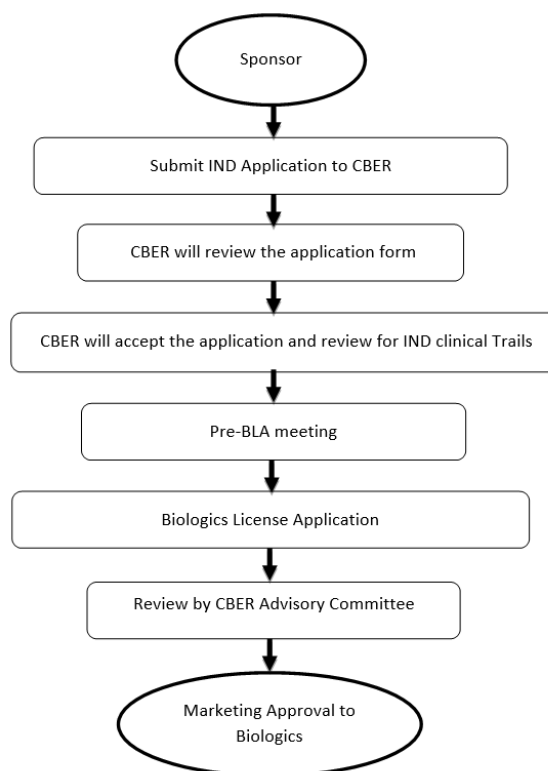 Sponsor
Submit IND Application to CBER
CBER will review the application form
CBER will accept the application and review for IND clinical Trails
Pre-BLA meeting
Biologics License Application
Review by CBER Advisory Committee
Marketing Approval to
Biologics